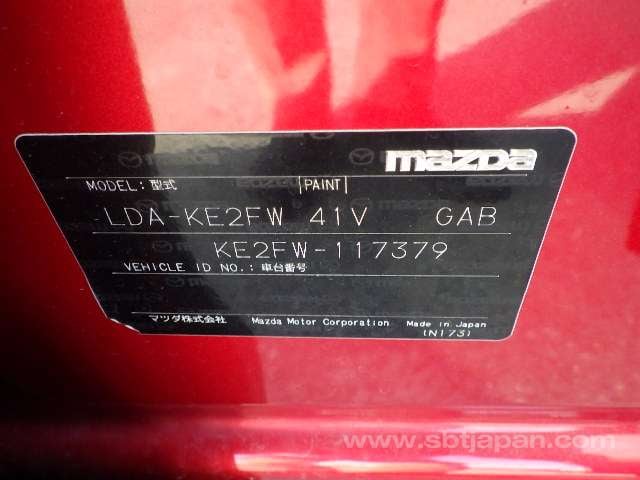 mazda
MODEL: 型式 |PAINT|
LDA-KE2FW 41V GAB
KE2FW-117379
VEHICLE ID NO.: 車台番号
マツダ株式会社 Mazda Motor Corporation Made in Japan
(N173)
www.sbtjapan.com